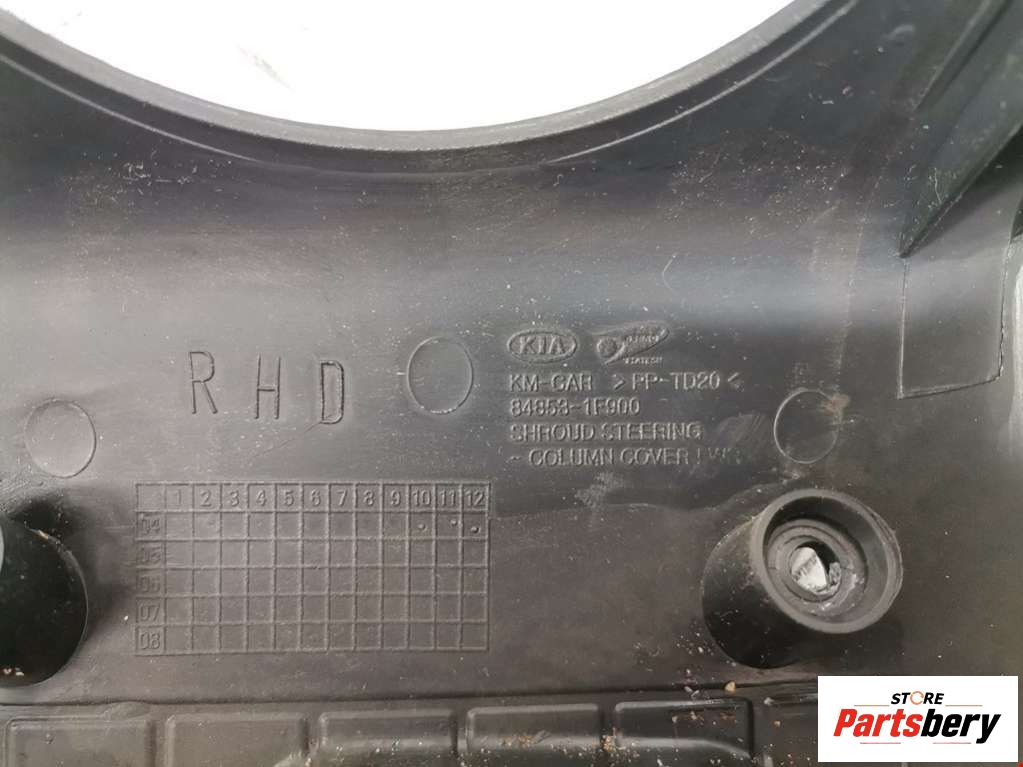 RHD
KIA
KM-CAR >PP-TD20<
84853-1F900
SHROUD STEERING
- COLUMN COVER LWR
1 2 3 4 5 6 7 8 9 10 11 12
04
05
06
07
08
STORE
Partsbery